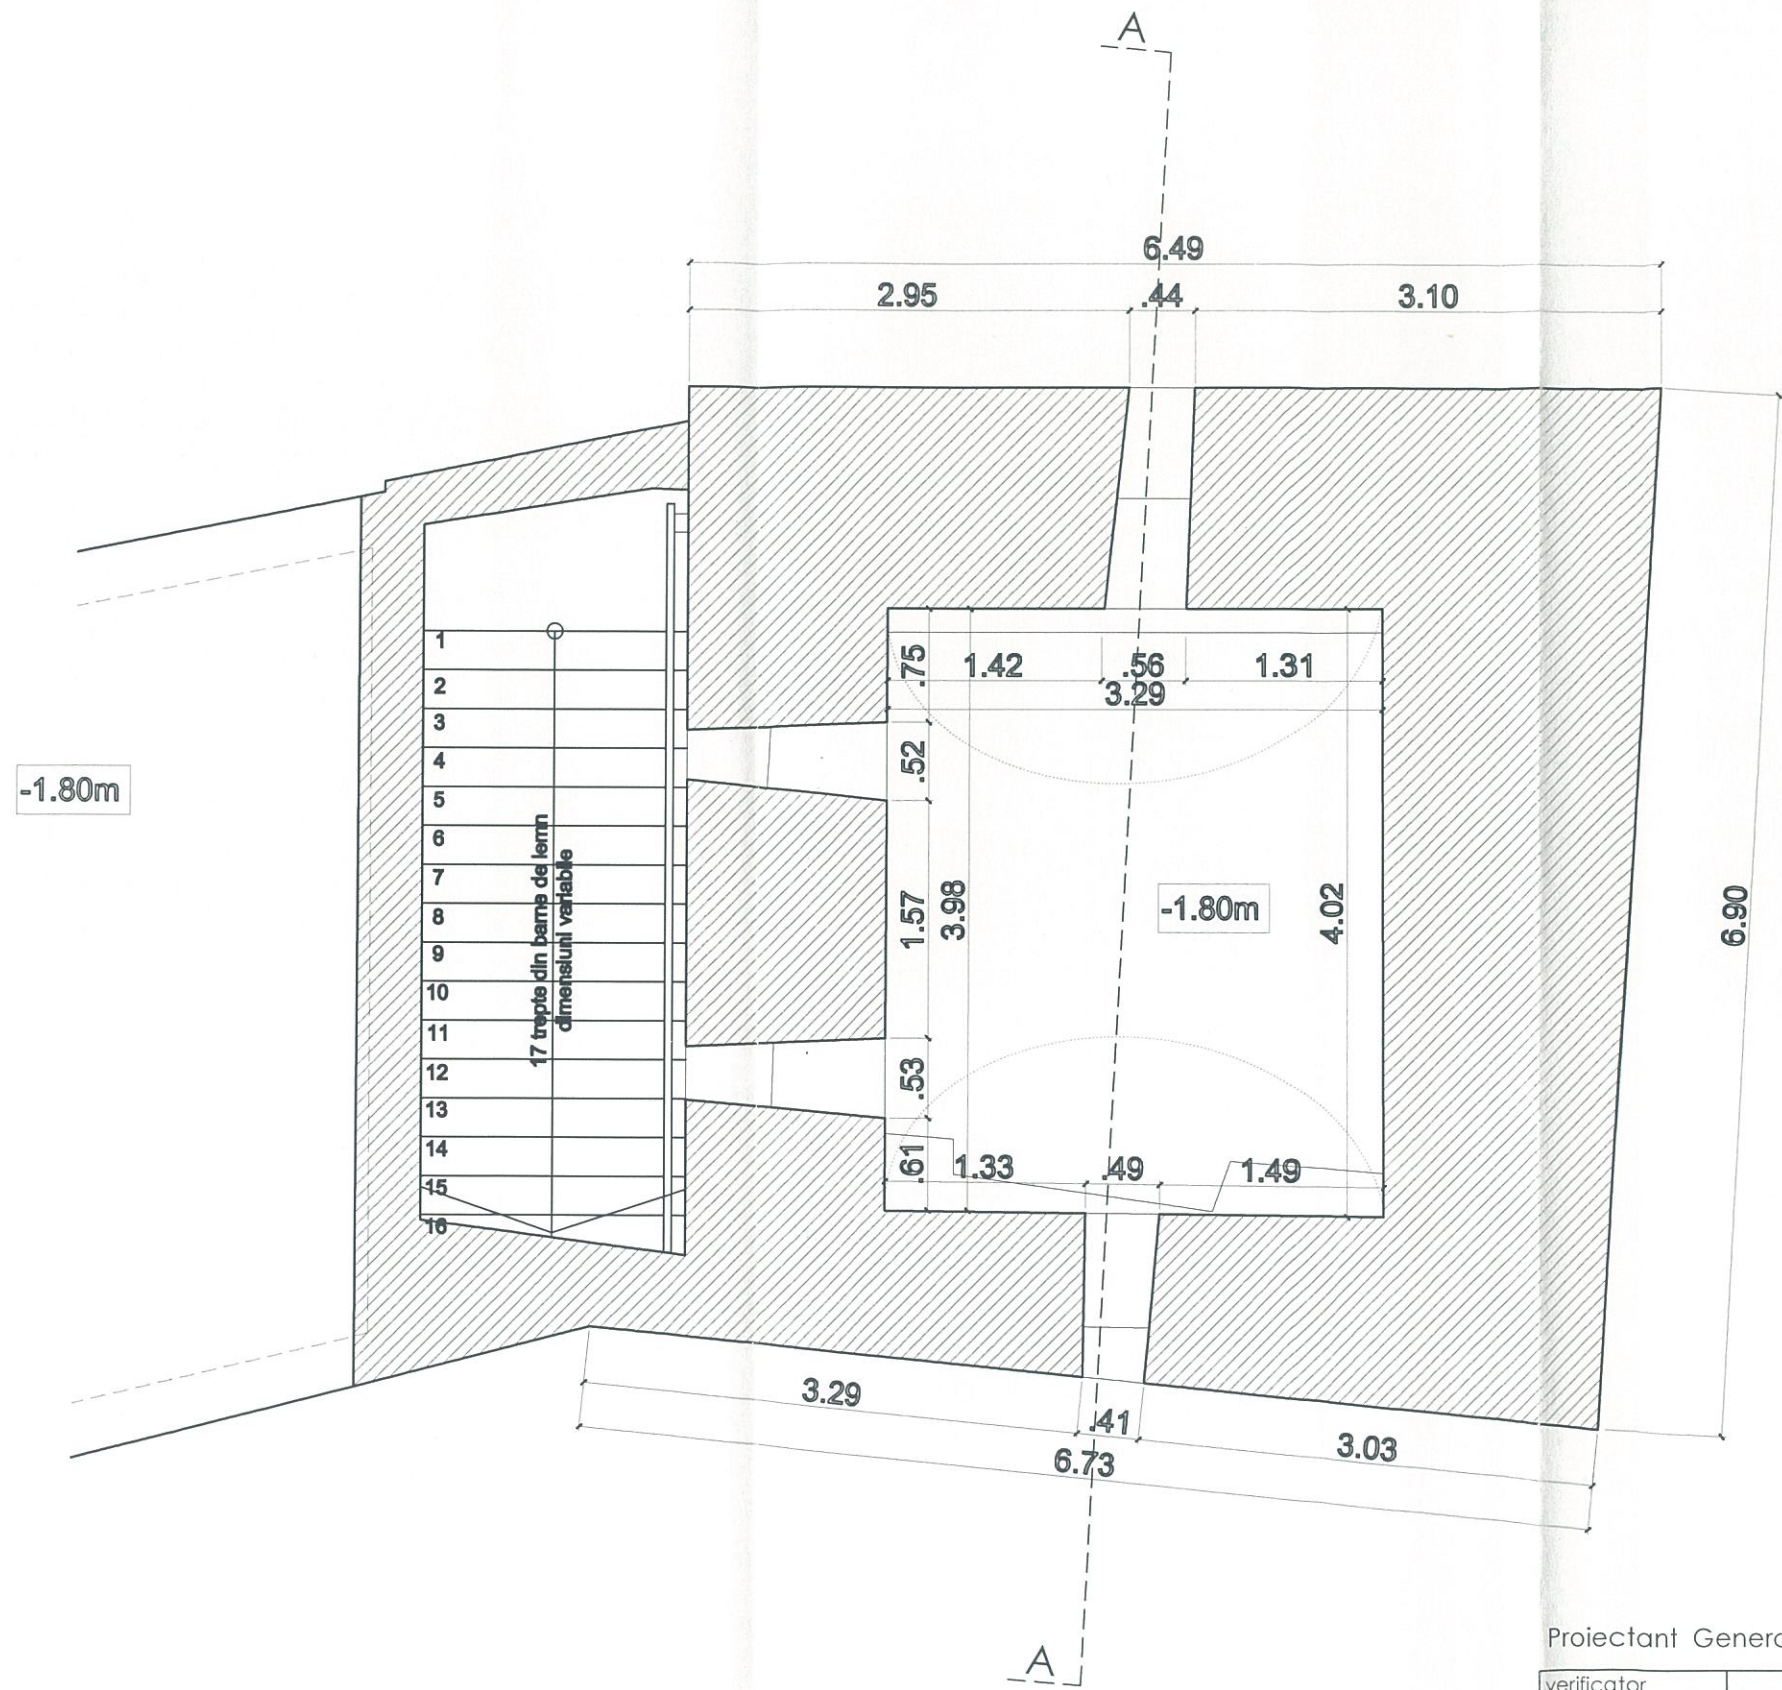 A
6.49
2.95 .44 3.10
.75
1.42 .56 1.31
3.29
1
2
3
4
5
6
7
8
9
10
11
12
13
14
15
16
17 trepte din barne de lemn
dimensiuni variabile
-1.80m
.52
1.57
3.98
-1.80m
4.02
6.90
.53
.61
1.33 .49 1.49
3.29
.41
3.03
6.73
A
Proiectant
verificator